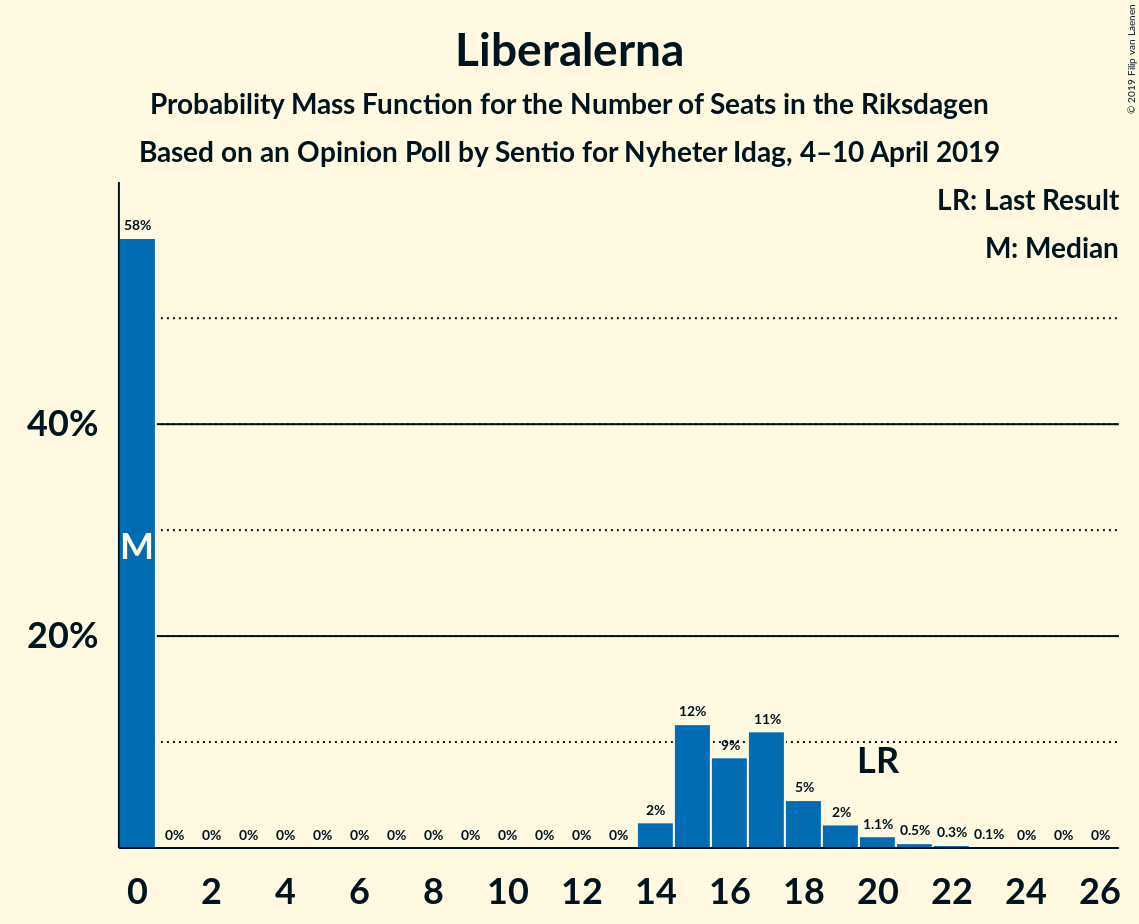 © 2019 Filip van Laenen
Liberalerna
Probability Mass Function for the Number of Seats in the Riksdagen
Based on an Opinion Poll by Sentio for Nyheter Idag, 4–10 April 2019
LR: Last Result
M: Median
58%
40%
M
20%
12%
11%
9%
LR
5%
2%
2%
1.1%
0.5%
0.3%
0.1%
0% 0% 0% 0% 0% 0% 0% 0% 0% 0% 0% 0% 0% 0% 0% 0%
0 2 4 6 8 10 12 14 16 18 20 22 24 26